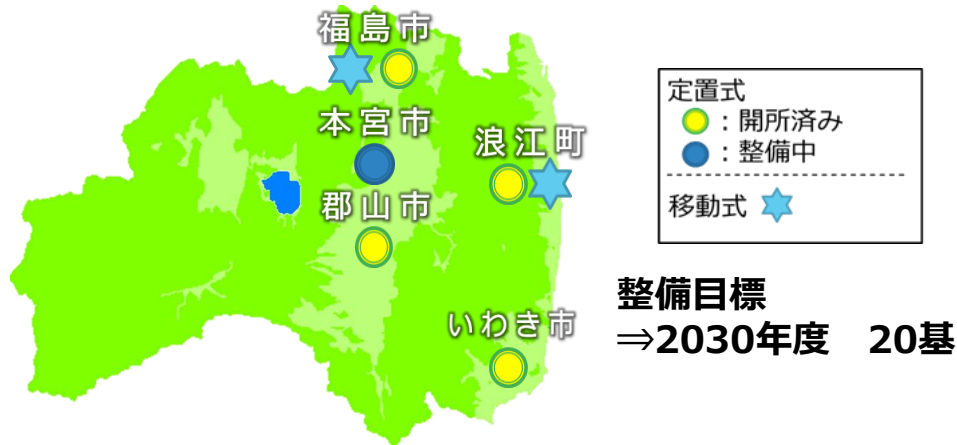 福島市
本宮市
浪江町
郡山市
いわき市
定置式
：開所済み
：整備中
移動式
整備目標
⇒2030年度　20基